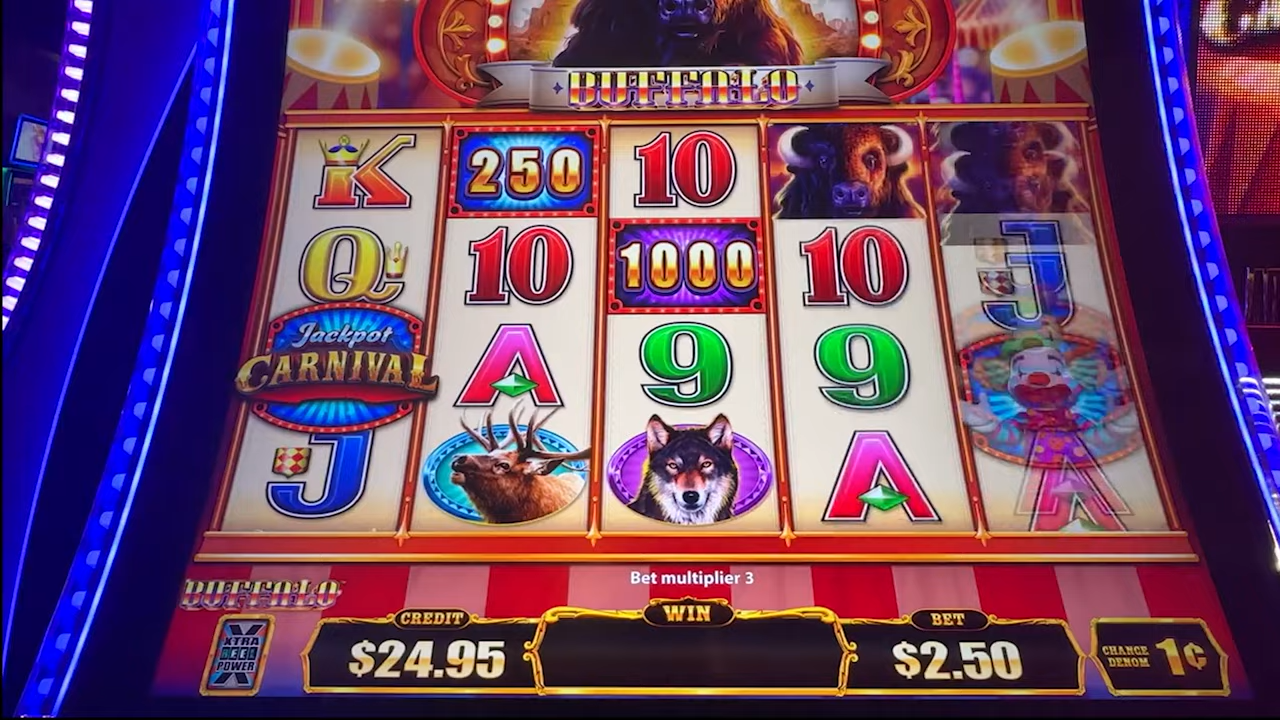 BUFFALO
K
250
10
Q
10
1000
10
J
Jackpot
CARNIVAL
A
9
9
J
A
A
Bet multiplier 3
BUFFALO
XTRA
REEL
POWER
CREDIT
$24.95
WIN
BET
$2.50
CHANGE
DENOM
1¢